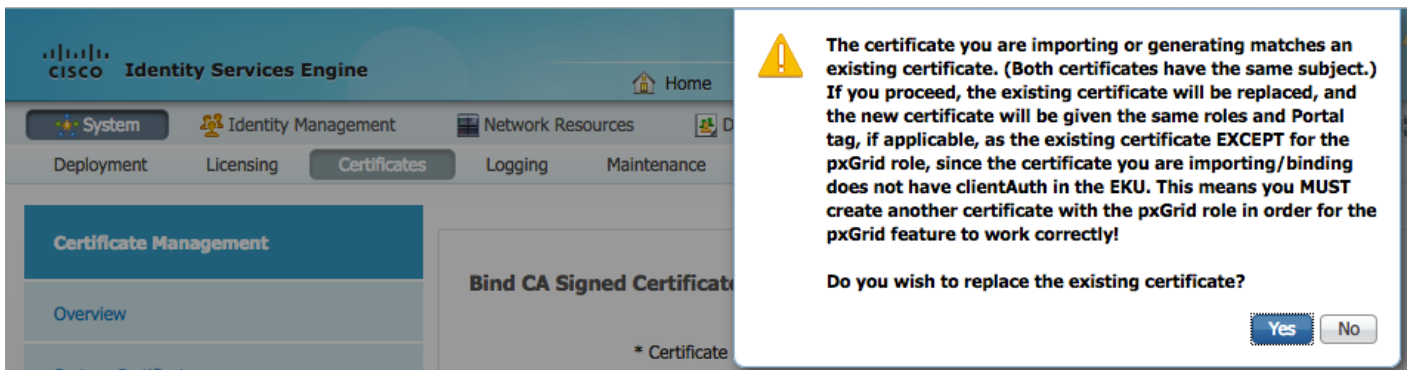 The certificate you are importing or generating matches an
existing certificate. (Both certificates have the same subject.)
If you proceed, the existing certificate will be replaced, and
the new certificate will be given the same roles and Portal
tag, if applicable, as the existing certificate EXCEPT for the
pxGrid role, since the certificate you are importing/binding
does not have clientAuth in the EKU. This means you MUST
create another certificate with the pxGrid role in order for the
pxGrid feature to work correctly!
Do you wish to replace the existing certificate?
Yes No
CISCO Identity Services Engine
Home
System Identity Management Network Resources D
Deployment Licensing Certificates Logging Maintenance
Certificate Management
Overview
Bind CA Signed Certificate
* Certificate